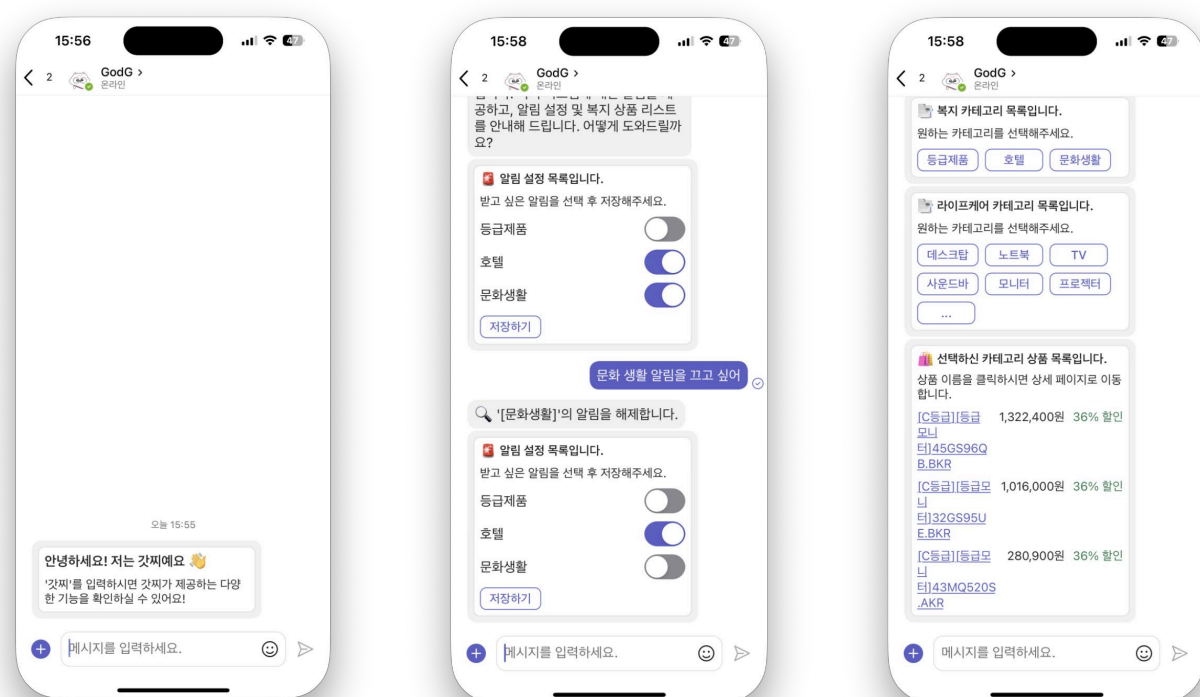 15:56
47
2
GodG >
온라인
오늘 15:55
안녕하세요! 저는 갓찌예요 👋
'갓찌'를 입력하시면 갓찌가 제공하는 다양
한 기능을 확인하실 수 있어요!
메시지를 입력하세요.
15:58
47
2
GodG >
온라인
공하고, 알림 설정 및 복지 상품 리스트
를 안내해 드립니다. 어떻게 도와드릴까
요?
🚨 알림 설정 목록입니다.
받고 싶은 알림을 선택 후 저장해주세요.
등급제품
호텔
문화생활
저장하기
문화 생활 알림을 끄고 싶어
🔍 '[문화생활]'의 알림을 해제합니다.
🚨 알림 설정 목록입니다.
받고 싶은 알림을 선택 후 저장해주세요.
등급제품
호텔
문화생활
저장하기
메시지를 입력하세요.
15:58
47
2
GodG >
온라인
복지 카테고리 목록입니다.
원하는 카테고리를 선택해주세요.
등급제품 호텔 문화생활
라이프케어 카테고리 목록입니다.
원하는 카테고리를 선택해주세요.
데스크탑 노트북 TV
사운드바 모니터 프로젝터
...
🛍️ 선택하신 카테고리 상품 목록입니다.
상품 이름을 클릭하시면 상세 페이지로 이동
합니다.
[C등급][등급 1,322,400원 36% 할인
모니
터]45GS96Q
B.BKR
[C등급][등급모 1,016,000원 36% 할인
니
터]32GS95U
E.BKR
[C등급][등급모 280,900원 36% 할인
니
터]43MQ520S
.AKR
메시지를 입력하세요.